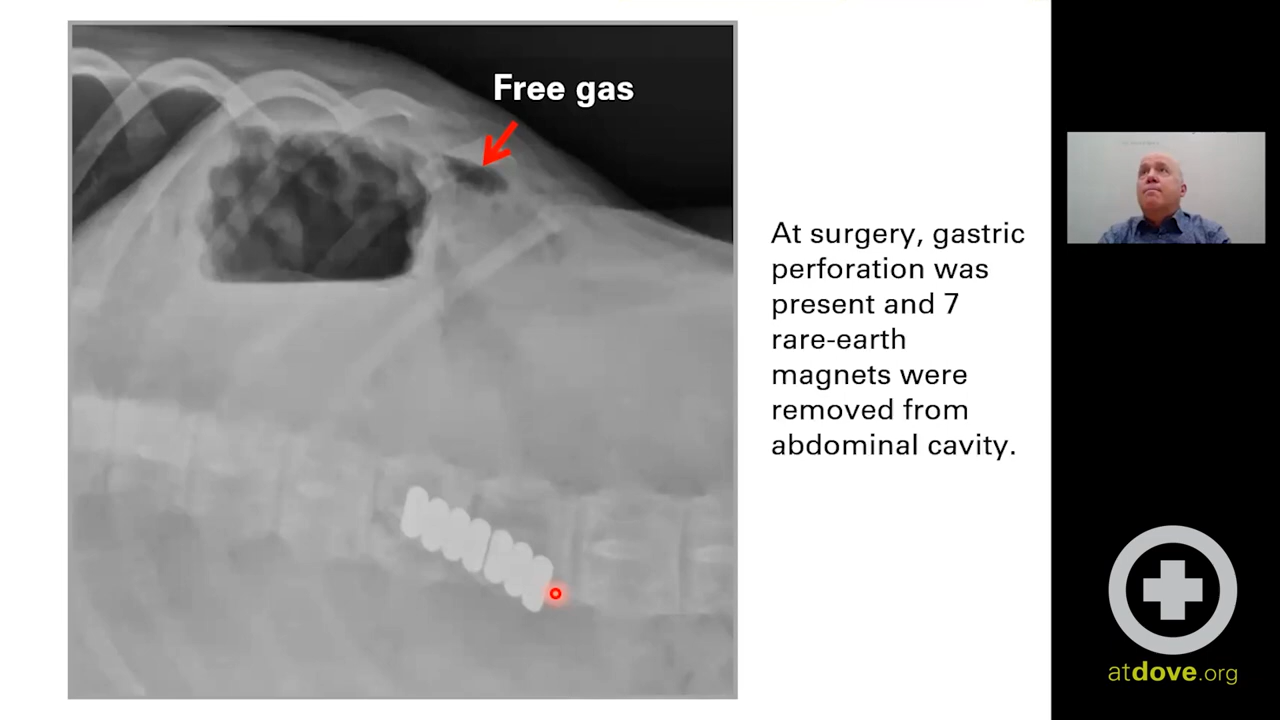 Free gas
At surgery, gastric
perforation was
present and 7
rare-earth
magnets were
removed from
abdominal cavity.
atdove.org